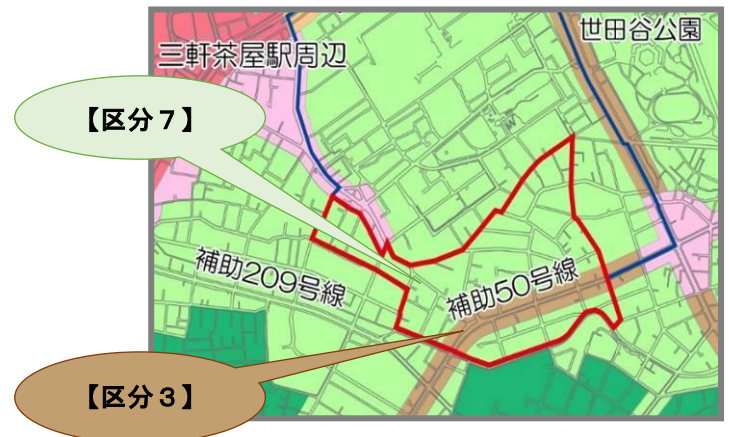 世田谷公園
三軒茶屋駅周辺
【区分７】
補助209号線
補助50号線
【区分３】